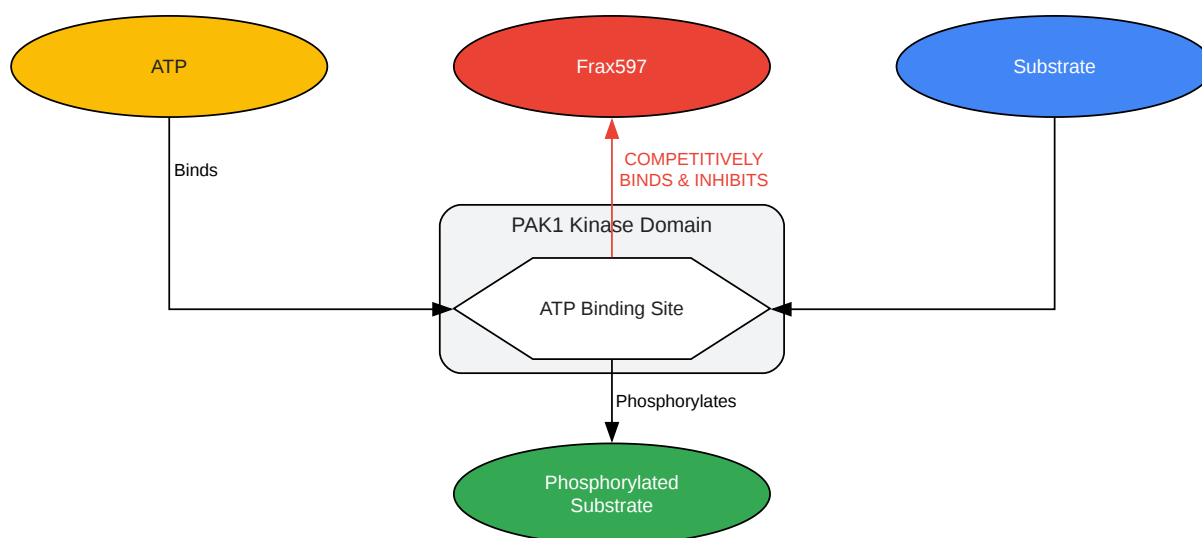 ATP
Frax597
Substrate
Binds
COMPETITIVELY
BINDS & INHIBITS
PAK1 Kinase Domain
ATP Binding Site
Phosphorylates
Phosphorylated
Substrate